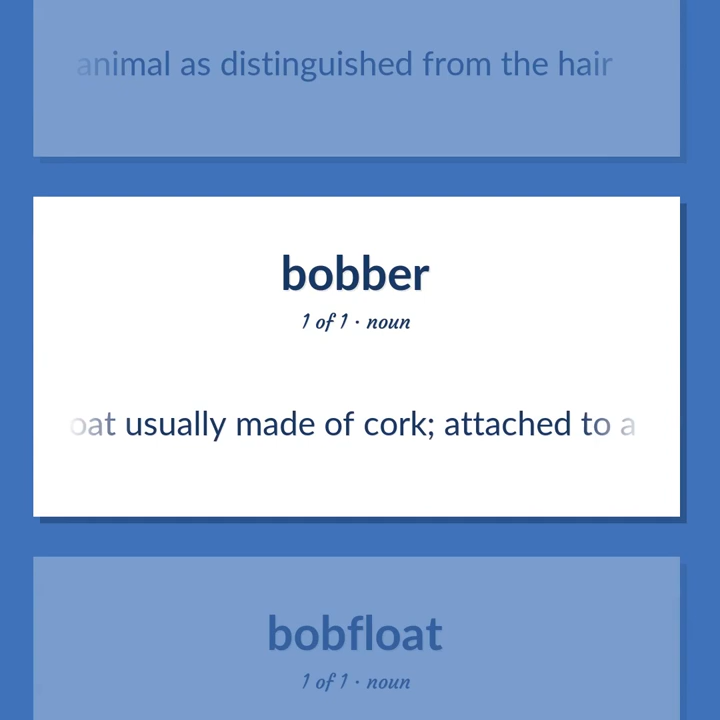 animal as distinguished from the hair
bobber
1 of 1 · noun
oat usually made of cork; attached to a
bobfloat
1 of 1 · noun